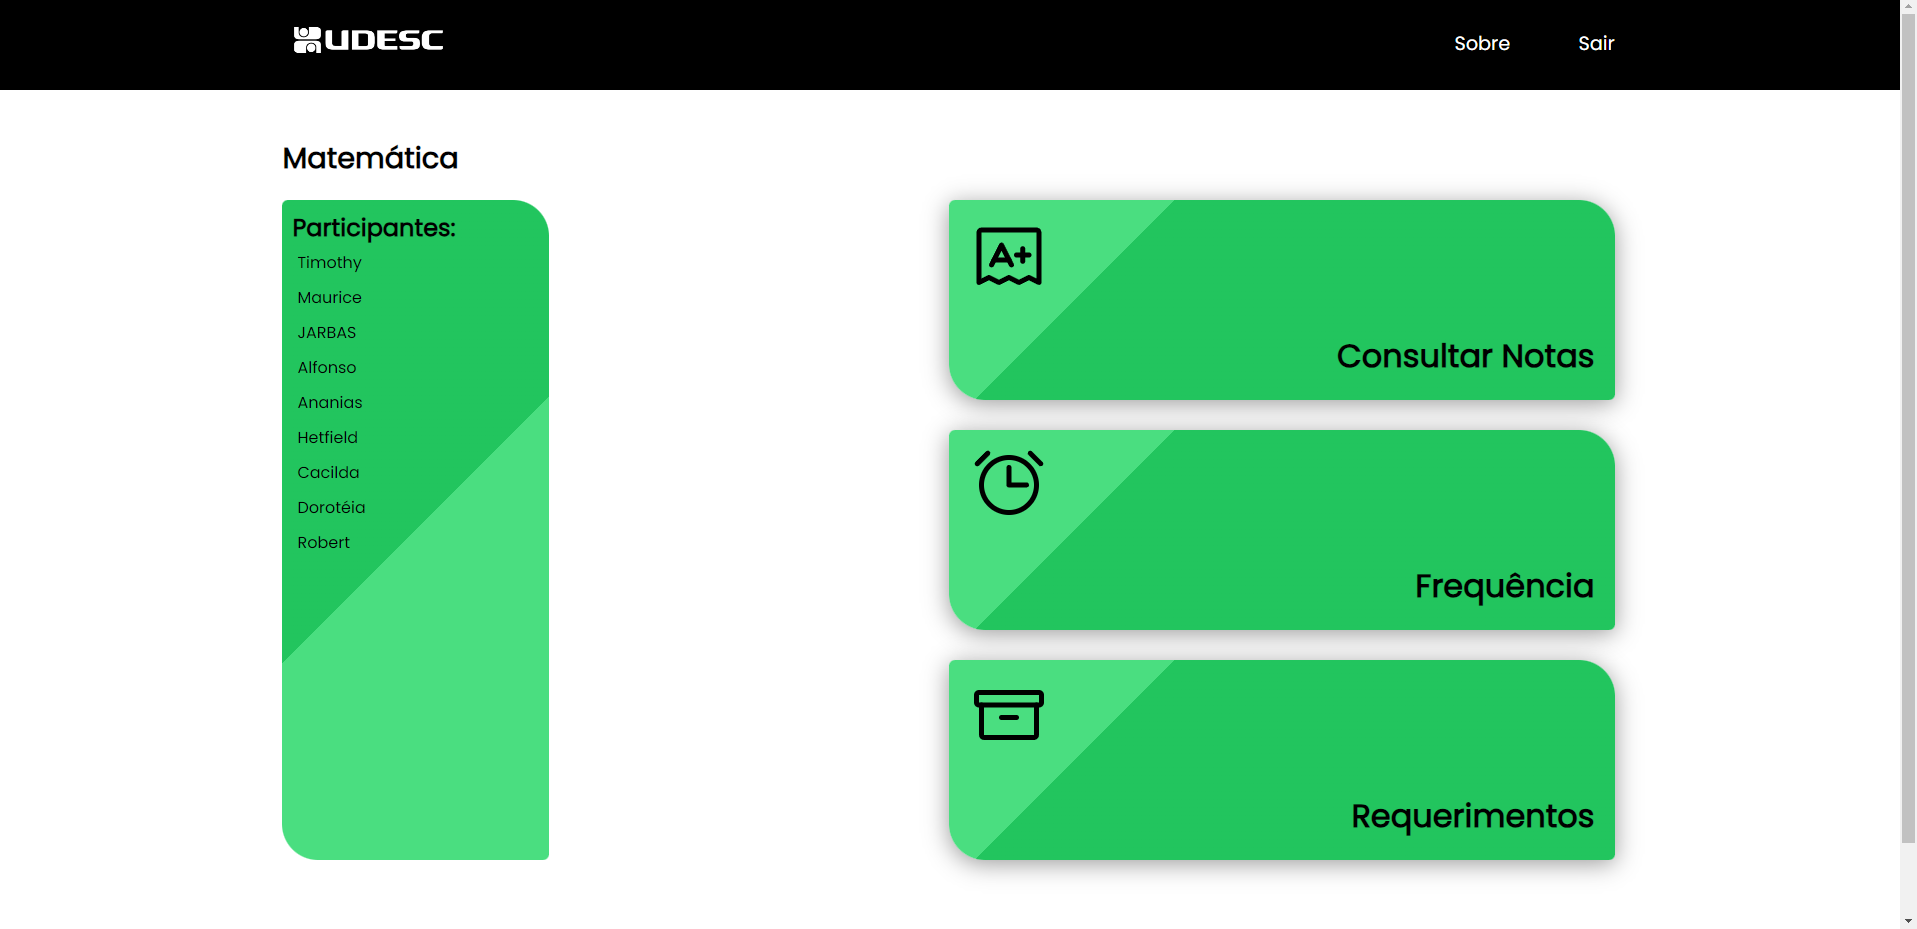 UDESC
Sobre
Sair
Matemática
Participantes:
Timothy
Maurice
JARBAS
Alfonso
Ananias
Hetfield
Cacilda
Dorotéia
Robert
A+
Consultar Notas
Frequência
Requerimentos